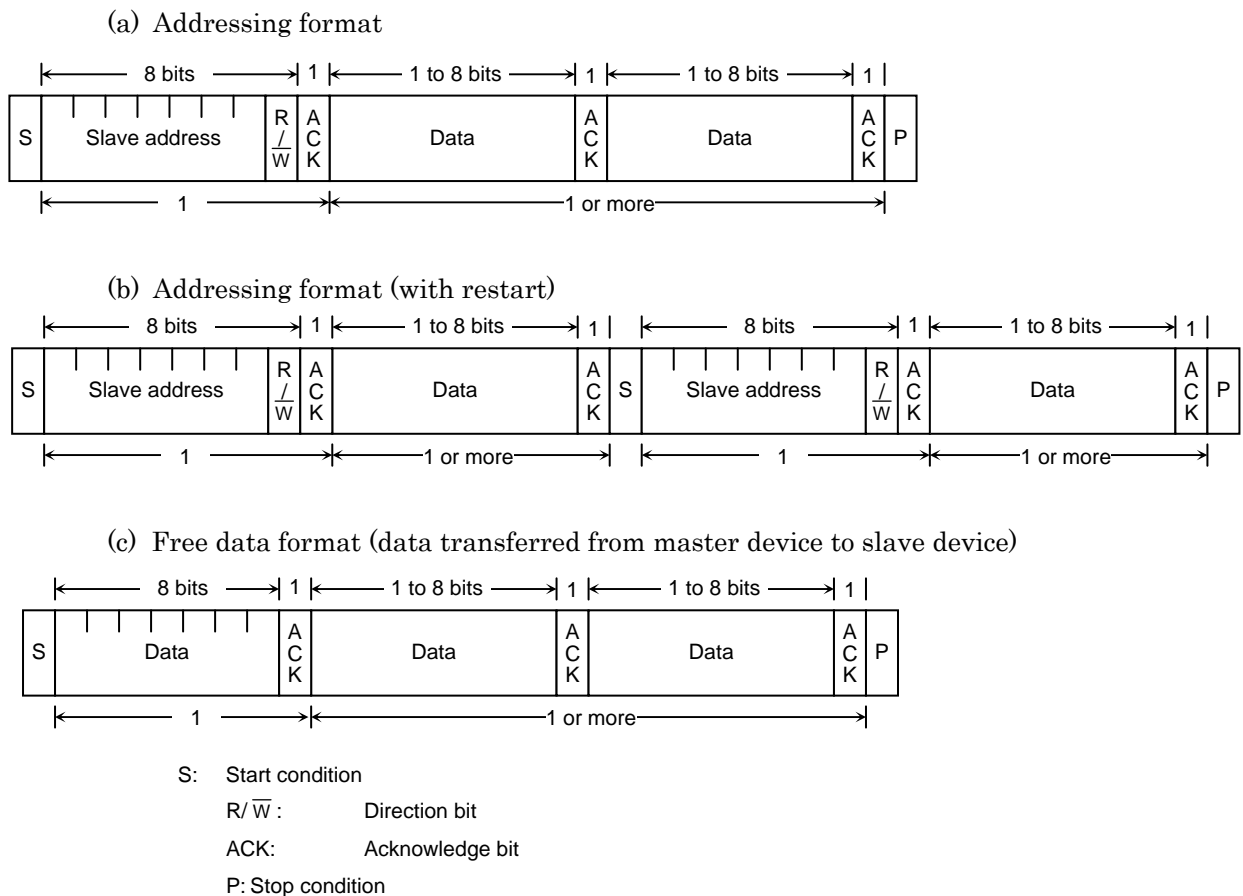 (a) Addressing format
8 bits 1 1 to 8 bits 1 1 to 8 bits 1
S Slave address R/W̅ ACK Data ACK Data ACK P
1 1 or more
(b) Addressing format (with restart)
8 bits 1 1 to 8 bits 1 8 bits 1 1 to 8 bits 1
S Slave address R/W̅ ACK Data ACK S Slave address R/W̅ ACK Data ACK P
1 1 or more 1 1 or more
(c) Free data format (data transferred from master device to slave device)
8 bits 1 1 to 8 bits 1 1 to 8 bits 1
S Data ACK Data ACK Data ACK P
1 1 or more
S: Start condition
R/W̅: Direction bit
ACK: Acknowledge bit
P: Stop condition